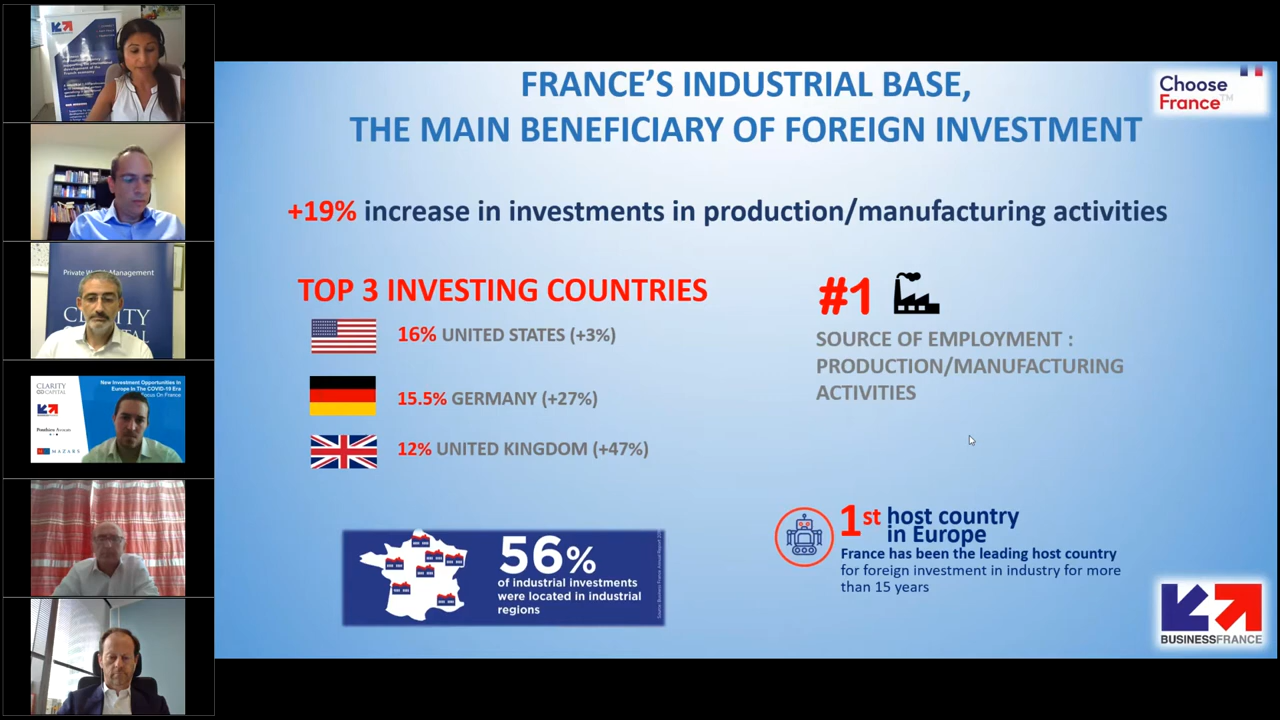 FRANCE'S INDUSTRIAL BASE,
THE MAIN BENEFICIARY OF FOREIGN INVESTMENT
Choose
France™
+19% increase in investments in production/manufacturing activities
TOP 3 INVESTING COUNTRIES
16% UNITED STATES (+3%)
15.5% GERMANY (+27%)
12% UNITED KINGDOM (+47%)
#1
SOURCE OF EMPLOYMENT :
PRODUCTION/MANUFACTURING
ACTIVITIES
56%
of industrial investments
were located in industrial
regions
1st host country
in Europe
France has been the leading host country
for foreign investment in industry for more
than 15 years
BUSINESSFRANCE
Management
New Investment Opportunities In
Europe In The COVID-19 Era
CLARITY
CAPITAL
MAZARS